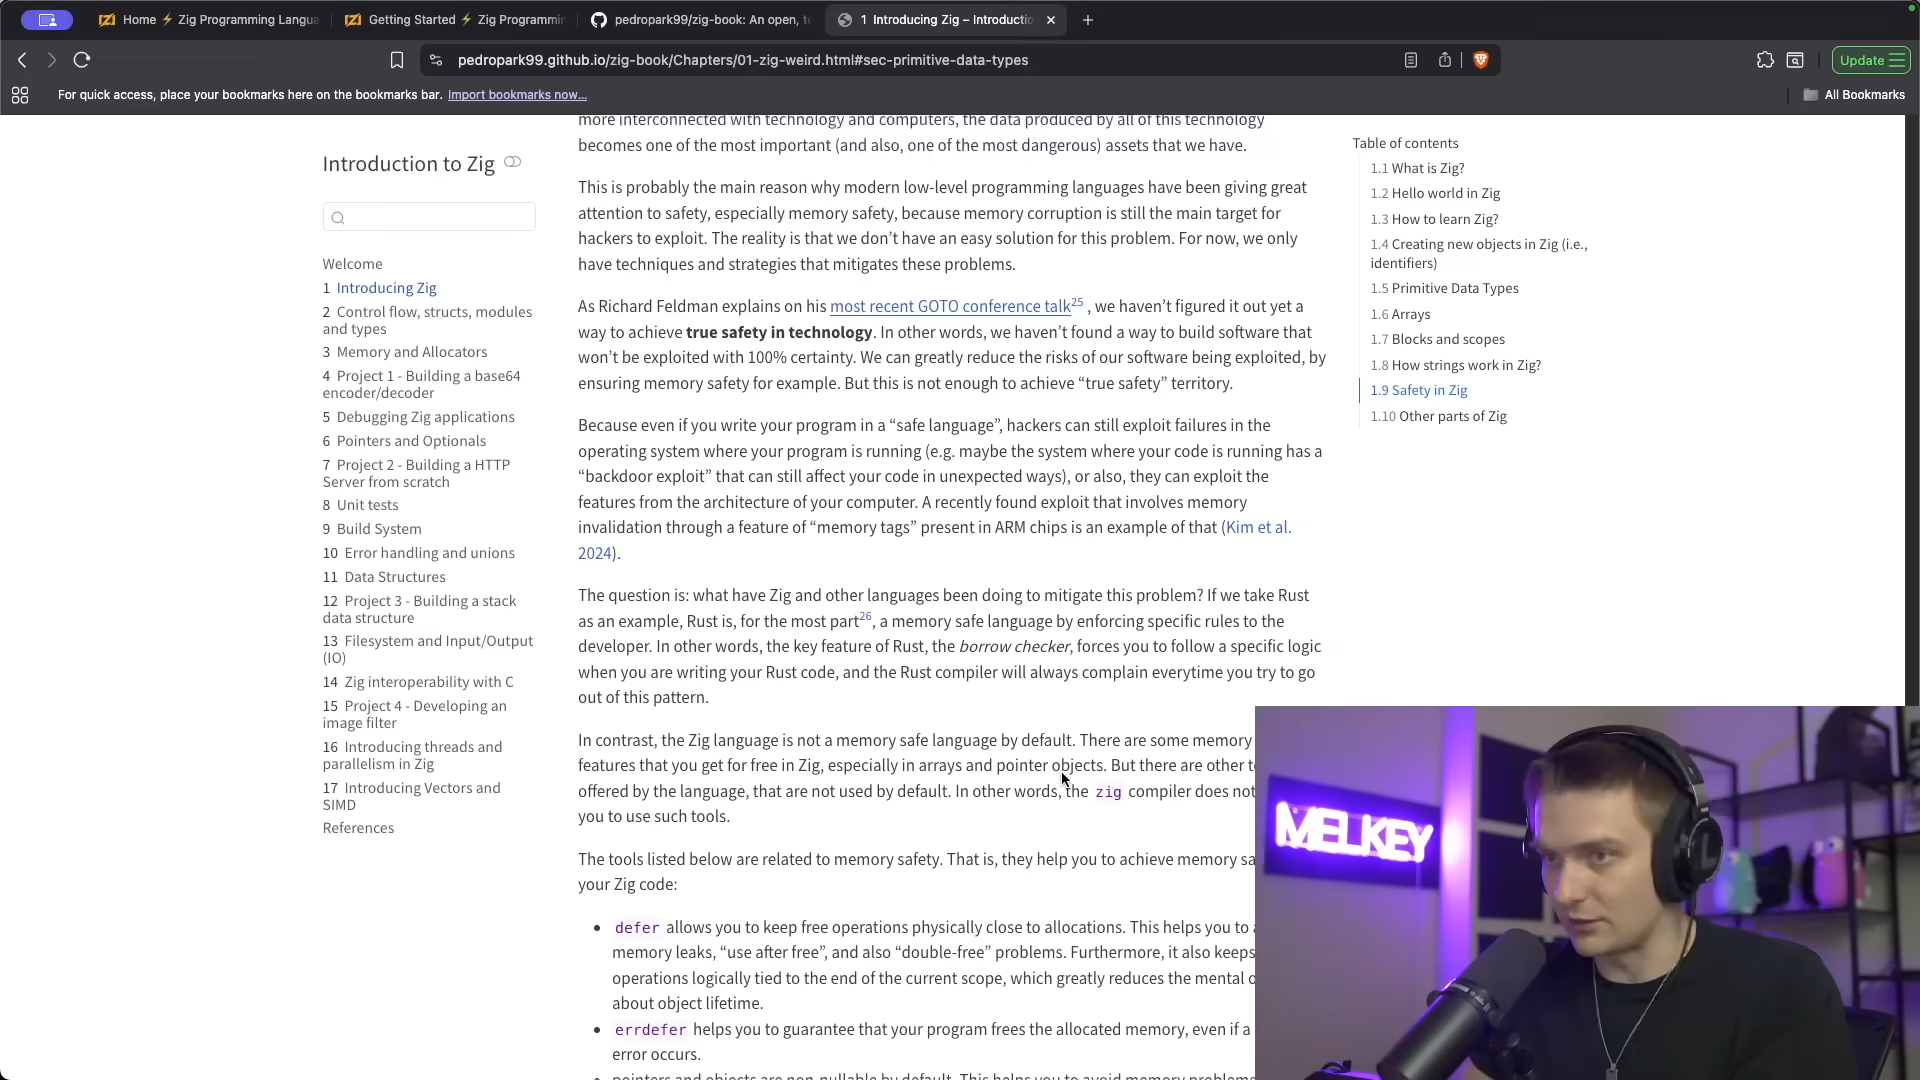 Home ⚡ Zig Programming Langu
Getting Started ⚡ Zig Programmin
pedropark99/zig-book: An open, t
1 Introducing Zig – Introductio
pedropark99.github.io/zig-book/Chapters/01-zig-weird.html#sec-primitive-data-types
Update
For quick access, place your bookmarks here on the bookmarks bar. Import bookmarks now...
All Bookmarks
Introduction to Zig
Welcome
1 Introducing Zig
2 Control flow, structs, modules
and types
3 Memory and Allocators
4 Project 1 - Building a base64
encoder/decoder
5 Debugging Zig applications
6 Pointers and Optionals
7 Project 2 - Building a HTTP
Server from scratch
8 Unit tests
9 Build System
10 Error handling and unions
11 Data Structures
12 Project 3 - Building a stack
data structure
13 Filesystem and Input/Output
(IO)
14 Zig interoperability with C
15 Project 4 - Developing an
image filter
16 Introducing threads and
parallelism in Zig
17 Introducing Vectors and
SIMD
References
more interconnected with technology and computers, the data produced by all of this technology
becomes one of the most important (and also, one of the most dangerous) assets that we have.
This is probably the main reason why modern low-level programming languages have been giving great
attention to safety, especially memory safety, because memory corruption is still the main target for
hackers to exploit. The reality is that we don’t have an easy solution for this problem. For now, we only
have techniques and strategies that mitigates these problems.
As Richard Feldman explains on his most recent GOTO conference talk25 , we haven’t figured it out yet a
way to achieve true safety in technology. In other words, we haven’t found a way to build software that
won’t be exploited with 100% certainty. We can greatly reduce the risks of our software being exploited, by
ensuring memory safety for example. But this is not enough to achieve “true safety” territory.
Because even if you write your program in a “safe language”, hackers can still exploit failures in the
operating system where your program is running (e.g. maybe the system where your code is running has a
“backdoor exploit” that can still affect your code in unexpected ways), or also, they can exploit the
features from the architecture of your computer. A recently found exploit that involves memory
invalidation through a feature of “memory tags” present in ARM chips is an example of that (Kim et al.
2024).
The question is: what have Zig and other languages been doing to mitigate this problem? If we take Rust
as an example, Rust is, for the most part26, a memory safe language by enforcing specific rules to the
developer. In other words, the key feature of Rust, the borrow checker, forces you to follow a specific logic
when you are writing your Rust code, and the Rust compiler will always complain everytime you try to go
out of this pattern.
In contrast, the Zig language is not a memory safe language by default. There are some memory
features that you get for free in Zig, especially in arrays and pointer objects. But there are other
offered by the language, that are not used by default. In other words, the zig compiler does not
you to use such tools.
The tools listed below are related to memory safety. That is, they help you to achieve memory sa
your Zig code:
• defer allows you to keep free operations physically close to allocations. This helps you to
memory leaks, “use after free”, and also “double-free” problems. Furthermore, it also keeps
operations logically tied to the end of the current scope, which greatly reduces the mental
about object lifetime.
• errdefer helps you to guarantee that your program frees the allocated memory, even if a
error occurs.
• pointers and objects are non-nullable by default. This helps you to avoid memory problems
Table of contents
1.1 What is Zig?
1.2 Hello world in Zig
1.3 How to learn Zig?
1.4 Creating new objects in Zig (i.e.,
identifiers)
1.5 Primitive Data Types
1.6 Arrays
1.7 Blocks and scopes
1.8 How strings work in Zig?
1.9 Safety in Zig
1.10 Other parts of Zig
MELKEY